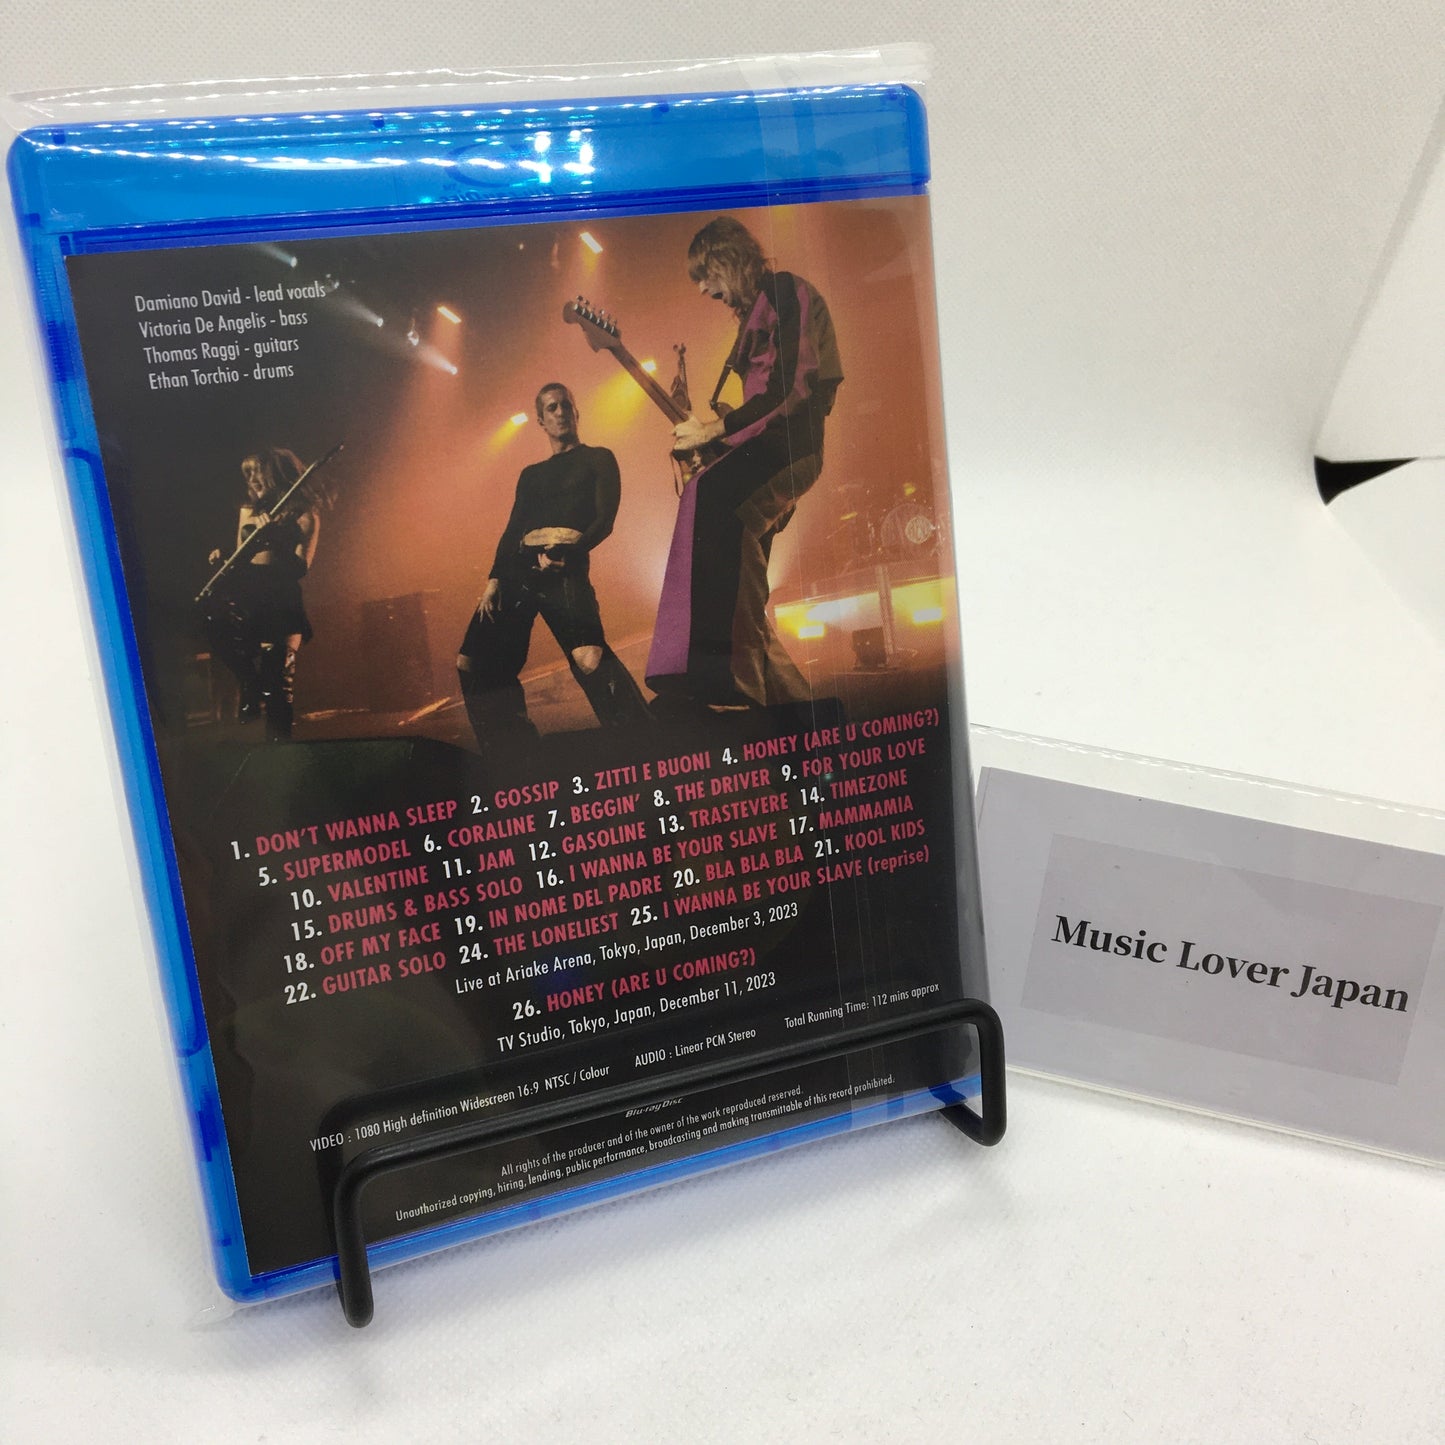 Damiano David - lead vocals
Victoria De Angelis - bass
Thomas Raggi - guitars
Ethan Torchio - drums
1. DON'T WANNA SLEEP 2. GOSSIP 3. ZITTI E BUONI 4. HONEY (ARE U COMING?)
5. SUPERMODEL 6. CORALINE 7. BEGGIN' 8. THE DRIVER 9. FOR YOUR LOVE
10. VALENTINE 11. JAM 12. GASOLINE 13. TRASTEVERE 14. TIMEZONE
15. DRUMS & BASS SOLO 16. I WANNA BE YOUR SLAVE 17. MAMMAMIA
18. OFF MY FACE 19. IN NOME DEL PADRE 20. BLA BLA BLA 21. KOOL KIDS
22. GUITAR SOLO 24. THE LONELIEST 25. I WANNA BE YOUR SLAVE (reprise)
Live at Ariake Arena, Tokyo, Japan, December 3, 2023
26. HONEY (ARE U COMING?)
TV Studio, Tokyo, Japan, December 11, 2023
VIDEO : 1080 High definition Widescreen 16:9 NTSC / Colour AUDIO : Linear PCM Stereo Total Running Time: 112 mins approx
Blu-ray Disc
All rights of the producer and of the owner of the work reproduced reserved.
Unauthorized copying, hiring, lending, public performance, broadcasting and making transmittable of this record prohibited.
Music Lover Japan